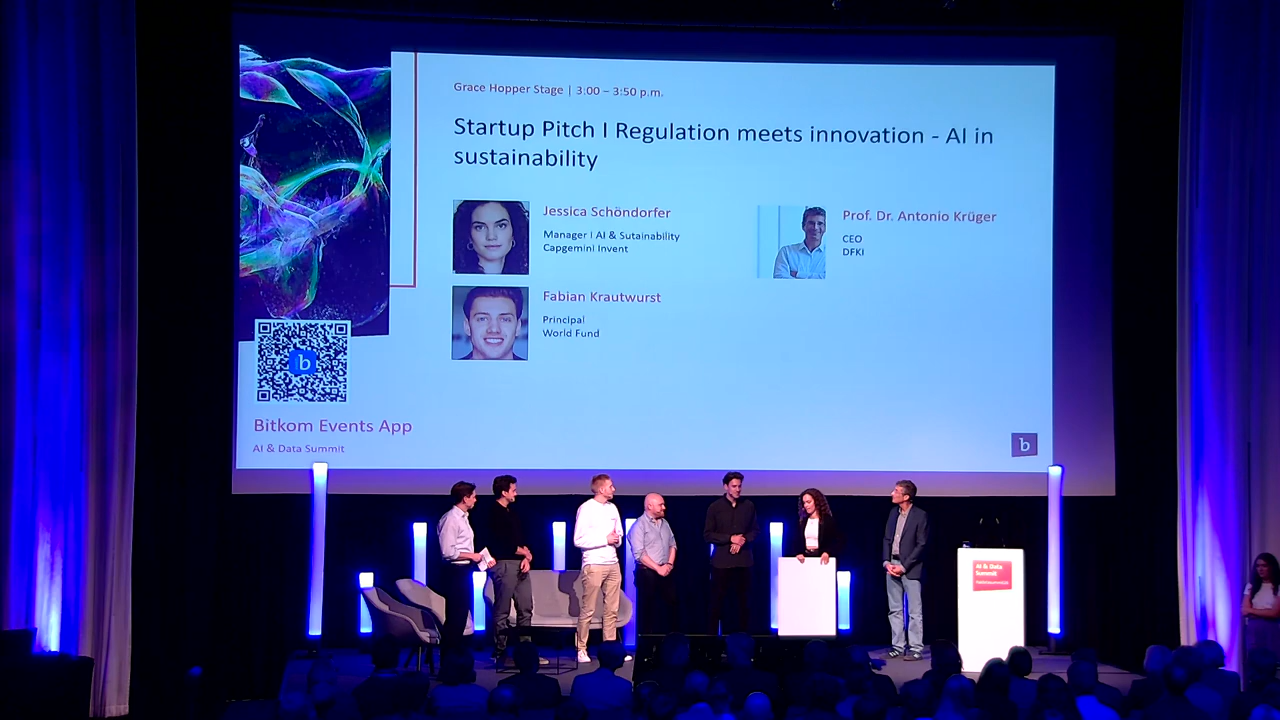 Grace Hopper Stage | 3:00 – 3:50 p.m.
Startup Pitch I Regulation meets innovation - AI in
sustainability
Jessica Schöndorfer
Manager I AI & Sutainability
Capgemini Invent
Prof. Dr. Antonio Krüger
CEO
DFKI
Fabian Krautwurst
Principal
World Fund
b
Bitkom Events App
AI & Data Summit
b
AI & Data
Summit